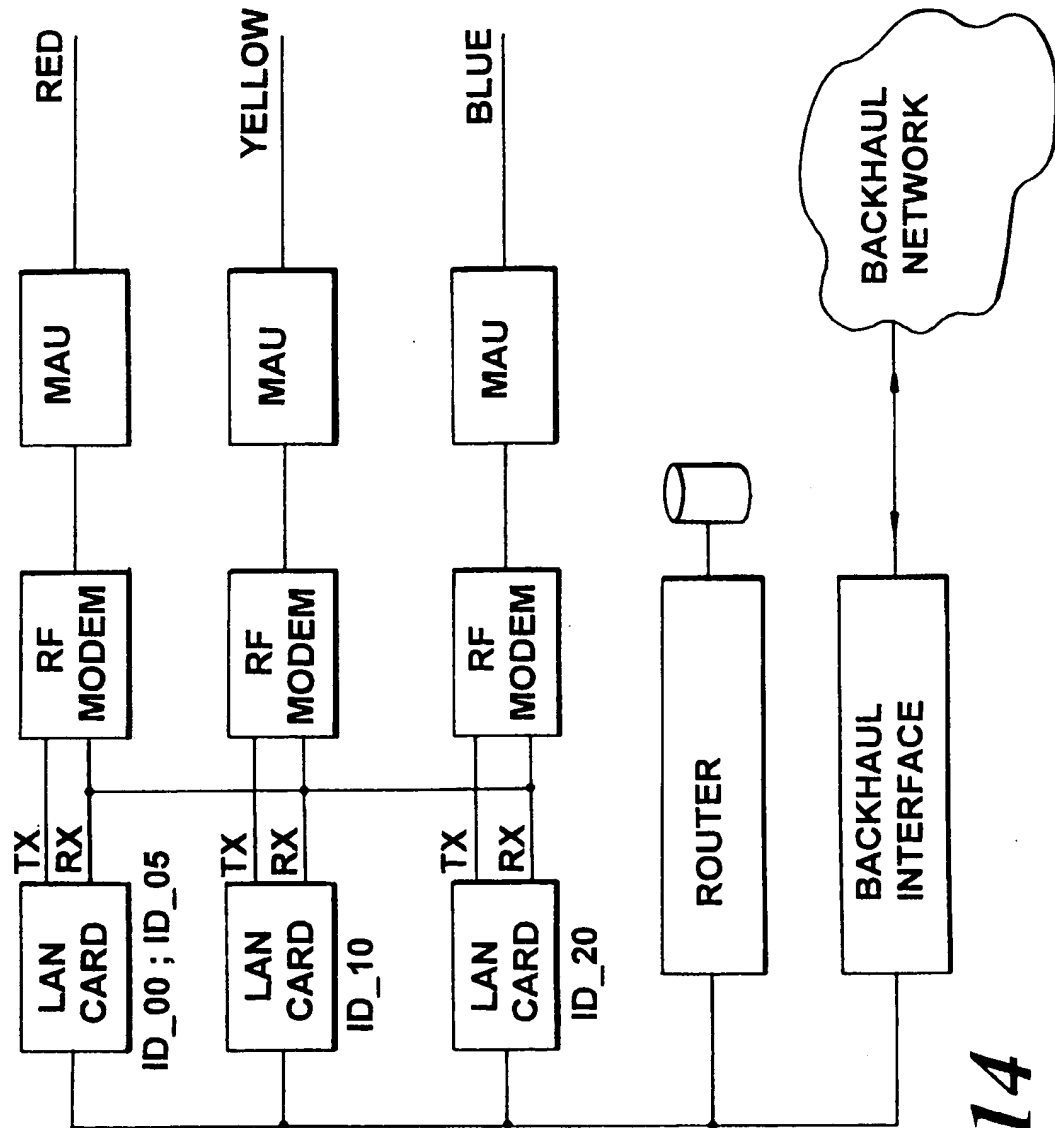 RED
YELLOW
BLUE
MAU
MAU
MAU
RF
MODEM
RF
MODEM
RF
MODEM
TX
RX
TX
RX
TX
RX
LAN
CARD
ID_00 ; ID_05
LAN
CARD
ID_10
LAN
CARD
ID_20
ROUTER
BACKHAUL
INTERFACE
BACKHAUL
NETWORK
14